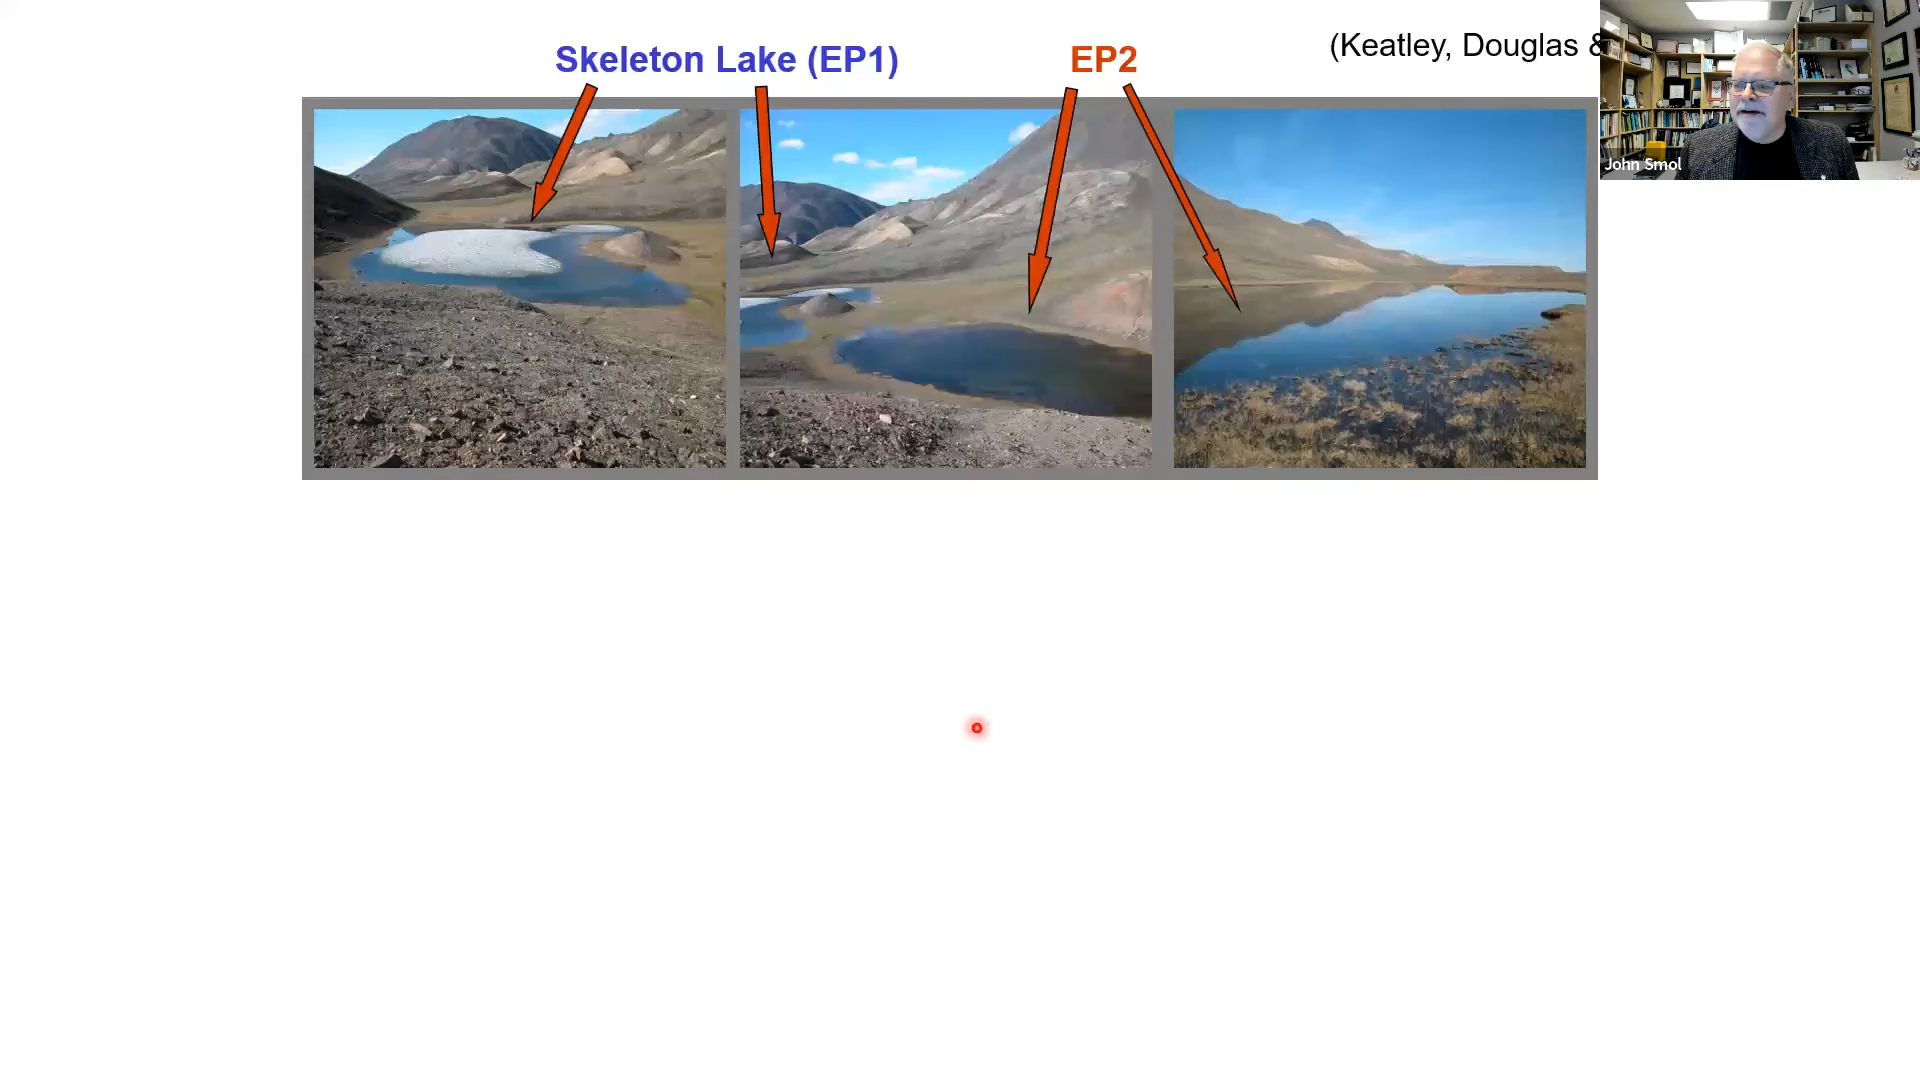 Skeleton Lake (EP1)
EP2
(Keatley, Douglas &
John Smol